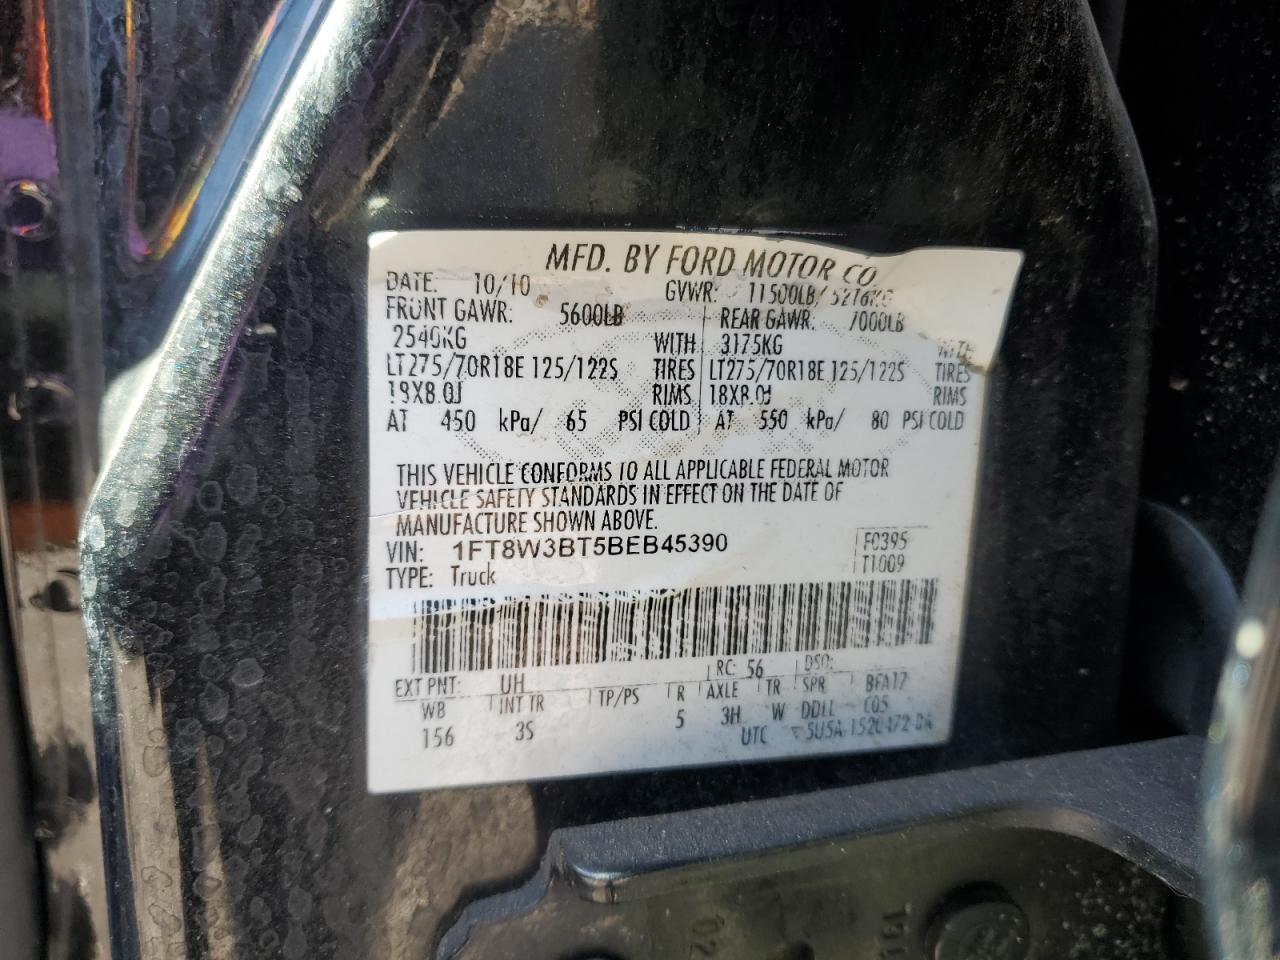 MFD. BY FORD MOTOR CO.
DATE: 10/10 GVWR: 11500LB/ 5216KG
FRONT GAWR: 5600LB REAR GAWR: 7000LB
2540KG WITH 3175KG WITH
LT275/70R18E 125/122S TIRES LT275/70R18E 125/122S TIRES
18X8.0J RIMS 18X8.0J RIMS
AT 450 kPa/ 65 PSI COLD AT 550 kPa/ 80 PSI COLD
THIS VEHICLE CONFORMS TO ALL APPLICABLE FEDERAL MOTOR
VEHICLE SAFETY STANDARDS IN EFFECT ON THE DATE OF
MANUFACTURE SHOWN ABOVE.
VIN: 1FT8W3BT5BEB45390 F0395
TYPE: Truck T1009
EXT PNT: UH RC: 56 DSO:
WB INT TR TP/PS R AXLE TR SPR BFA17
156 3S 5 3H W DDLL CQ5
UTC